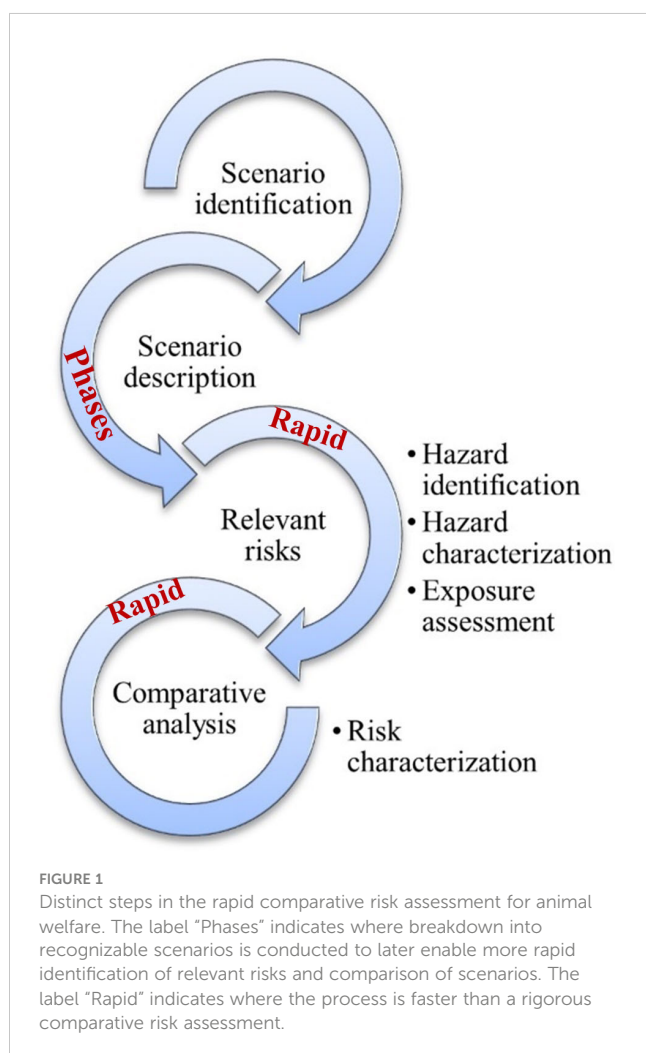 Scenario
identification
Phases
Scenario
description
Rapid
Relevant
risks
• Hazard
identification
• Hazard
characterization
• Exposure
assessment
Rapid
Comparative
analysis
• Risk
characterization
FIGURE 1
Distinct steps in the rapid comparative risk assessment for animal
welfare. The label “Phases” indicates where breakdown into
recognizable scenarios is conducted to later enable more rapid
identification of relevant risks and comparison of scenarios. The
label “Rapid” indicates where the process is faster than a rigorous
comparative risk assessment.